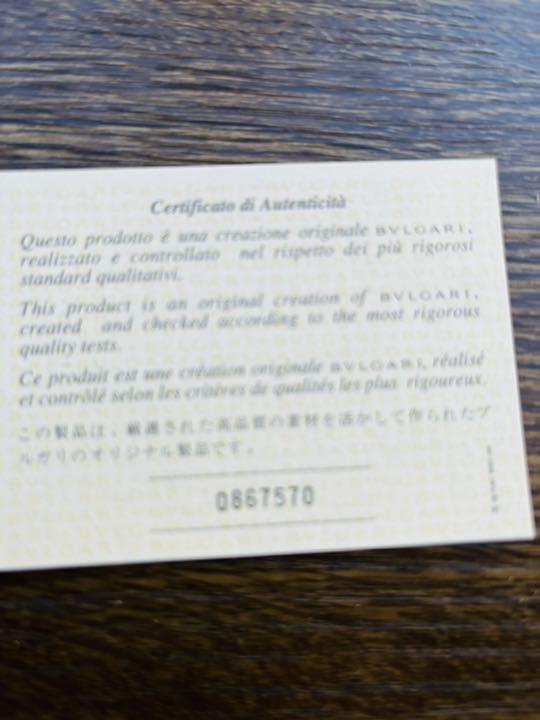 Certificato di Autenticità
Questo prodotto è una creazione originale BVLGARI,
realizzato e controllato nel rispetto dei più rigorosi
standard qualitativi.
This product is an original creation of BVLGARI,
created and checked according to the most rigorous
quality tests.
Ce produit est une création originale BVLGARI, réalisé
et contrôlé selon les critères de qualités les plus rigoureux.
この製品は、厳選された高品質の素材を活かして作られたブ
ルガリのオリジナル製品です。
0867570